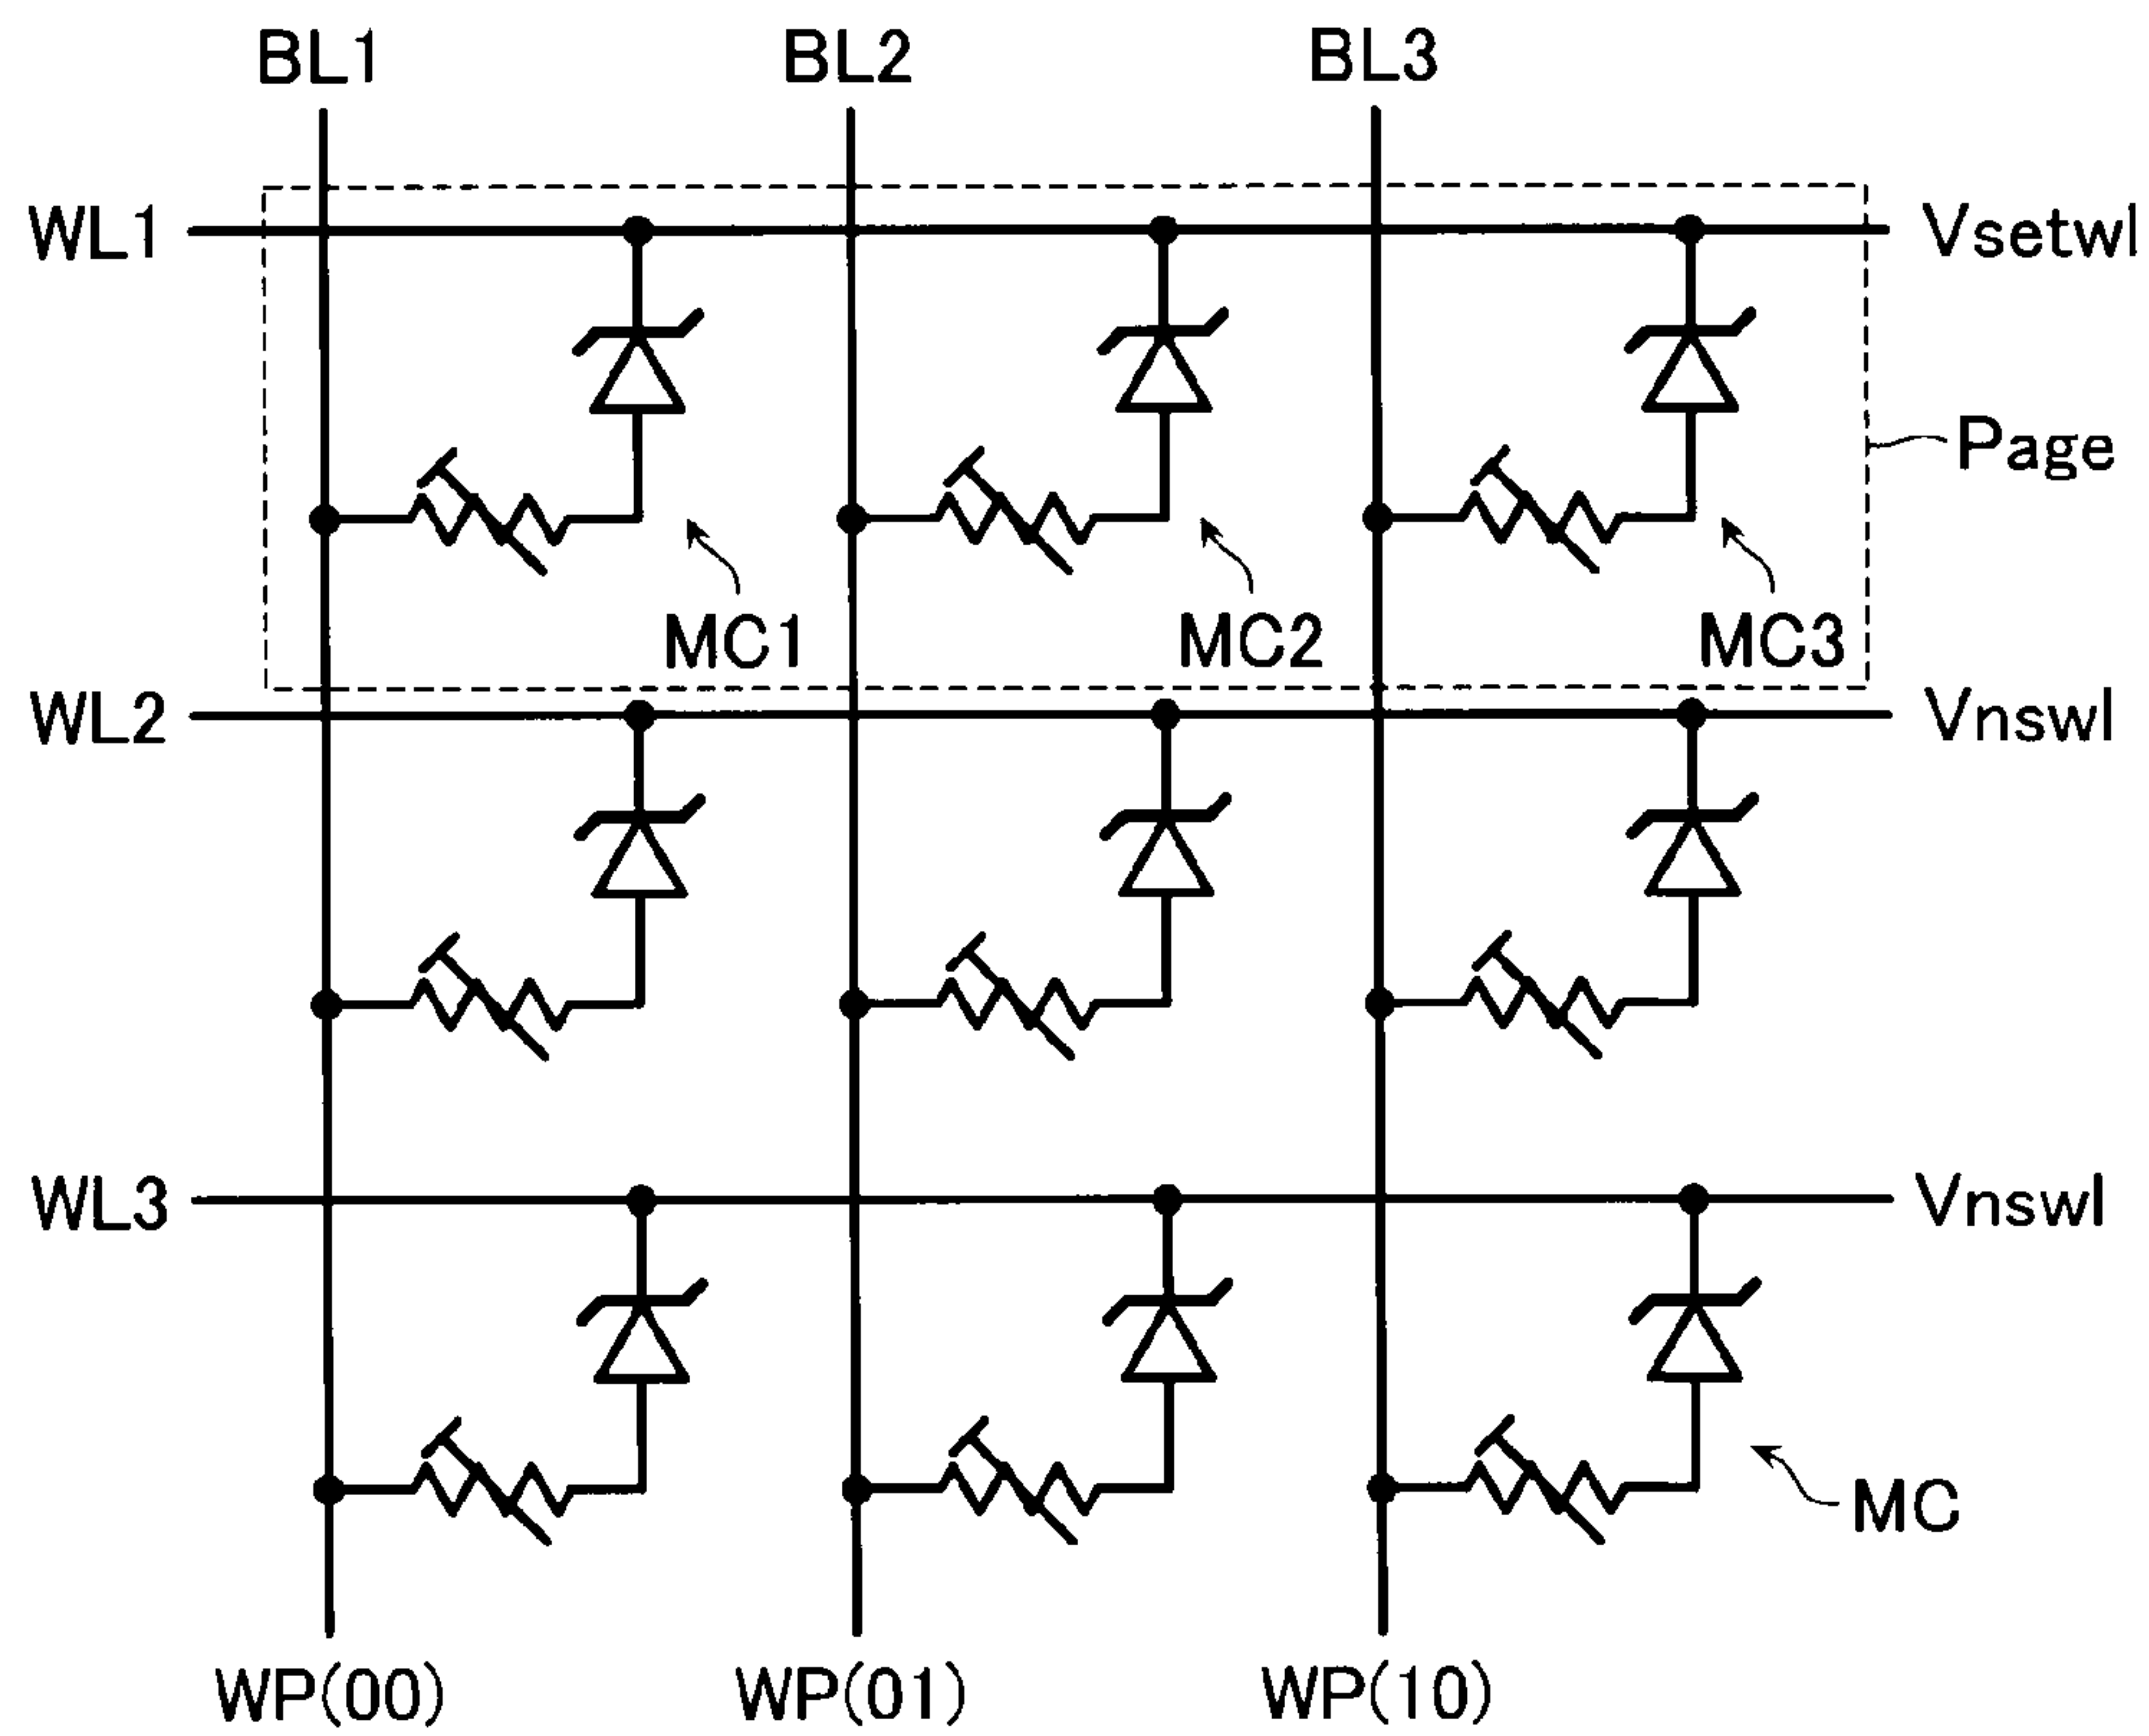 BL1 BL2 BL3
WL1 Vsetwl
Page
MC1 MC2 MC3
WL2 Vnswl
WL3 Vnswl
MC
WP(00) WP(01) WP(10)